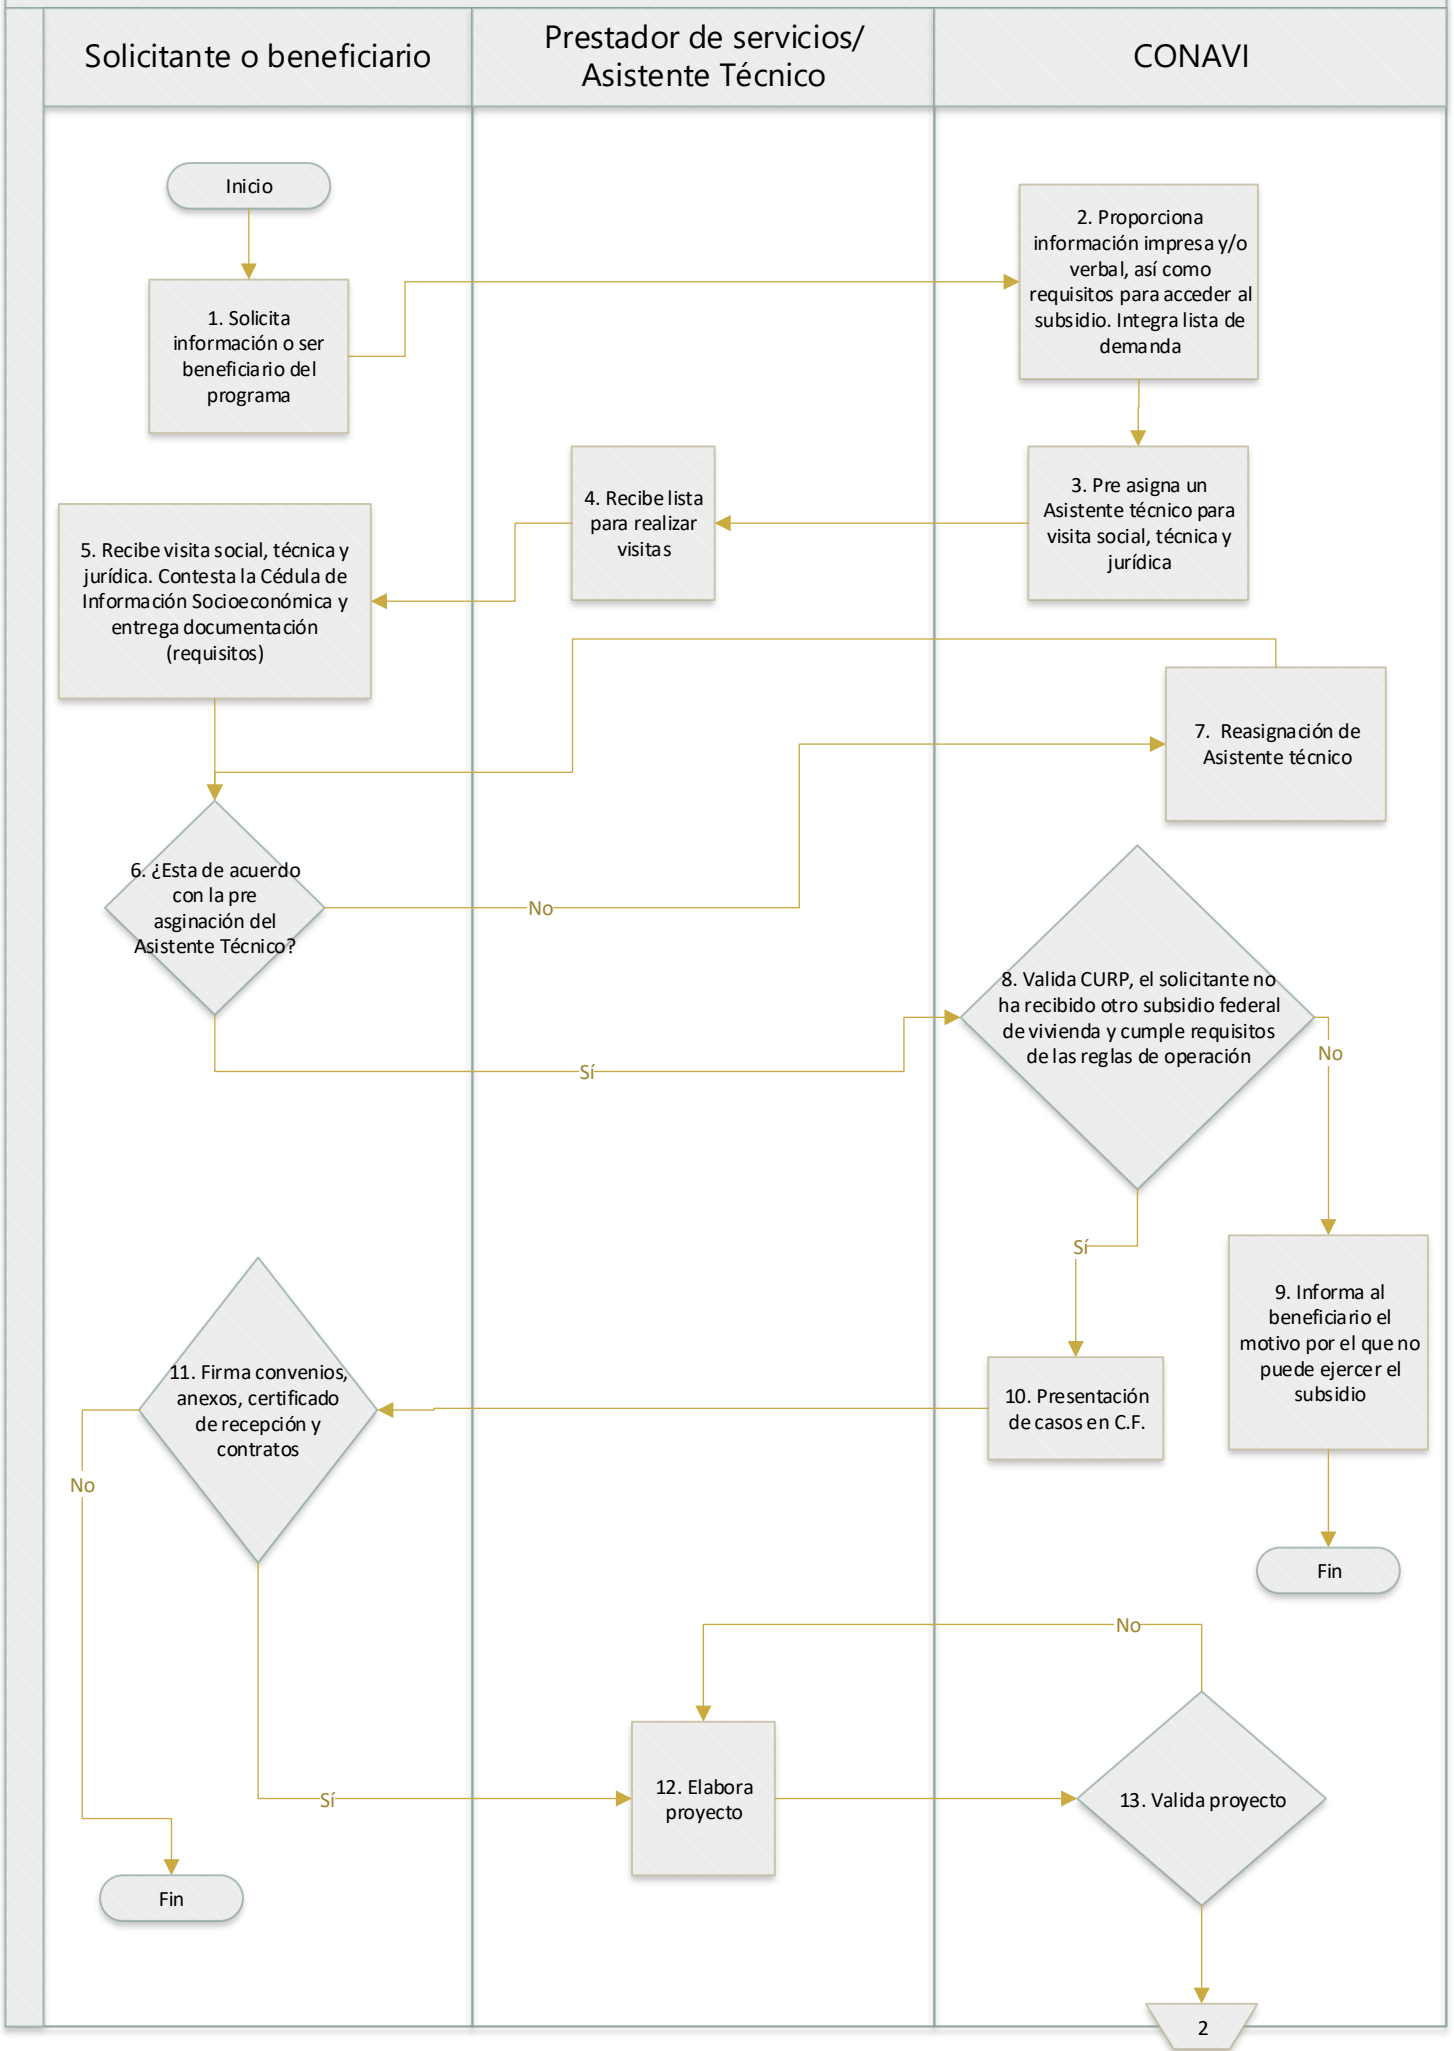 Solicitante o beneficiario
Prestador de servicios/
Asistente Técnico
CONAVI
Inicio
1. Solicita
información o ser
beneficiario del
programa
2. Proporciona
información impresa y/o
verbal, así como
requisitos para acceder al
subsidio. Integra lista de
demanda
3. Pre asigna un
Asistente técnico para
visita social, técnica y
jurídica
4. Recibe lista
para realizar
visitas
5. Recibe visita social, técnica y
jurídica. Contesta la Cédula de
Información Socioeconómica y
entrega documentación
(requisitos)
6. ¿Esta de acuerdo
con la pre
asginación del
Asistente Técnico?
No
7. Reasignación de
Asistente técnico
Sí
8. Valida CURP, el solicitante no
ha recibido otro subsidio federal
de vivienda y cumple requisitos
de las reglas de operación
No
Sí
9. Informa al
beneficiario el
motivo por el que no
puede ejercer el
subsidio
Fin
10. Presentación
de casos en C.F.
11. Firma convenios,
anexos, certificado
de recepción y
contratos
No
Sí
Fin
12. Elabora
proyecto
No
13. Valida proyecto
2